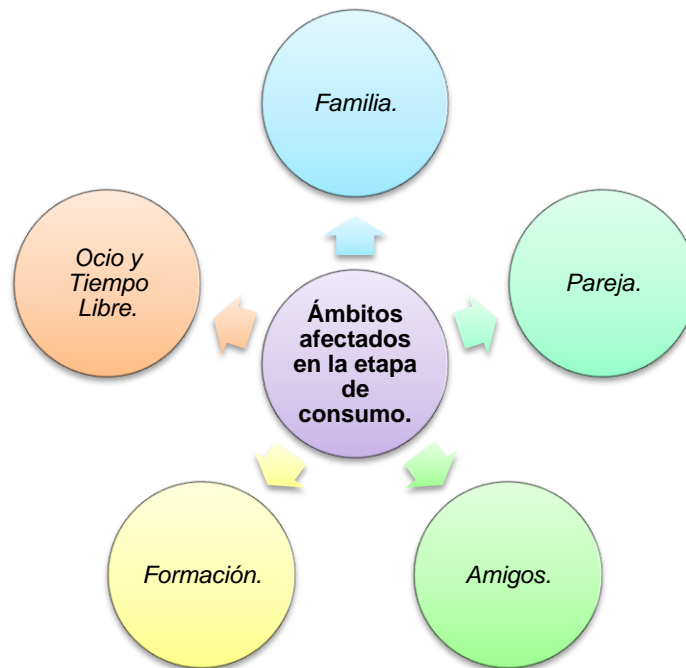 Familia.
Ocio y
Tiempo
Libre.
Pareja.
Ámbitos
afectados
en la etapa
de
consumo.
Formación.
Amigos.